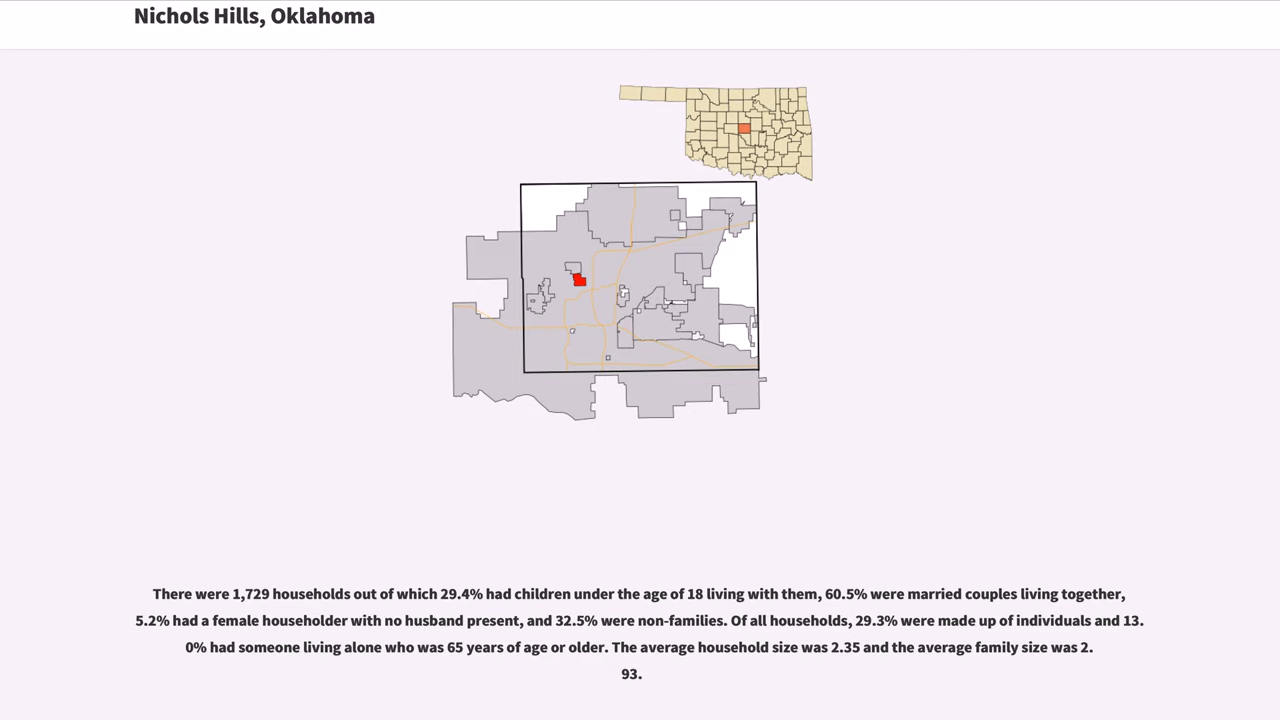 Nichols Hills, Oklahoma
There were 1,729 households out of which 29.4% had children under the age of 18 living with them, 60.5% were married couples living together,
5.2% had a female householder with no husband present, and 32.5% were non-families. Of all households, 29.3% were made up of individuals and 13.
0% had someone living alone who was 65 years of age or older. The average household size was 2.35 and the average family size was 2.
93.